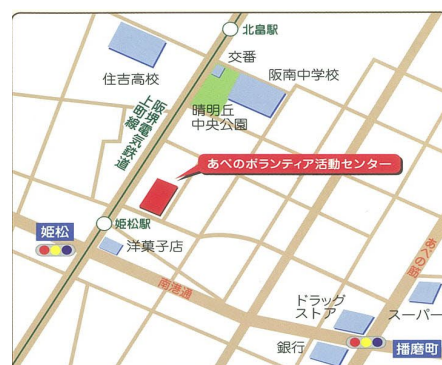 北畠駅
交番
住吉高校
阪南中学校
晴明丘
中央公園
阪堺電気鉄道
上町線
あべのボランティア活動センター
姫松
姫松駅
洋菓子店
南港通
あべの筋
ドラッグ
ストア
スーパー
銀行
播磨町